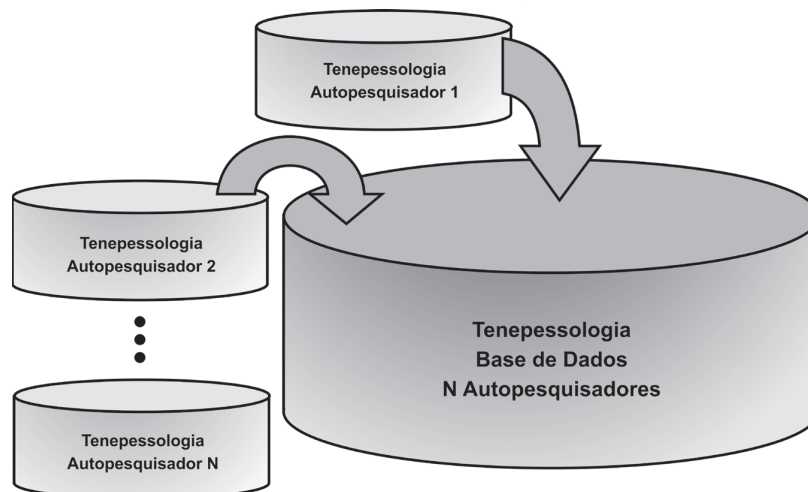 Tenepessologia
Autopesquisador 1
Tenepessologia
Autopesquisador 2
Tenepessologia
Base de Dados
N Autopesquisadores
Tenepessologia
Autopesquisador N